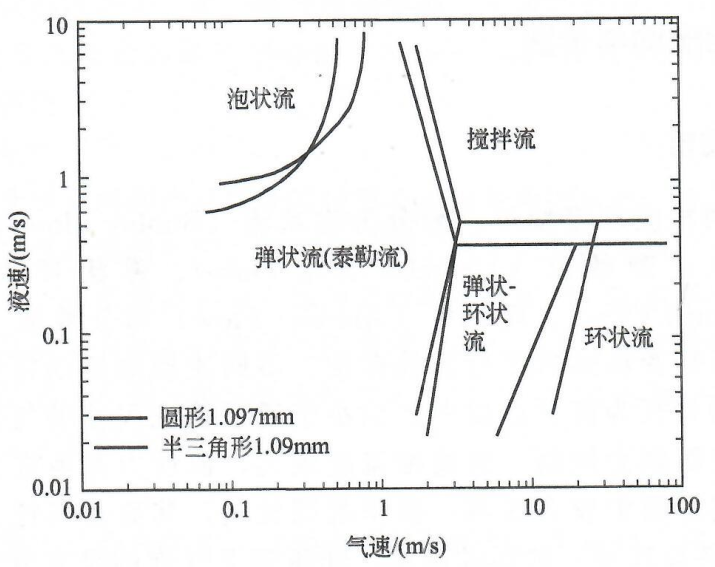 10
泡状流
搅拌流
1
弹状流(泰勒流)
弹状-
环状
流
环状流
0.1
圆形1.097mm
半三角形1.09mm
0.01
0.01
0.1
1
10
100
液速/(m/s)
气速/(m/s)